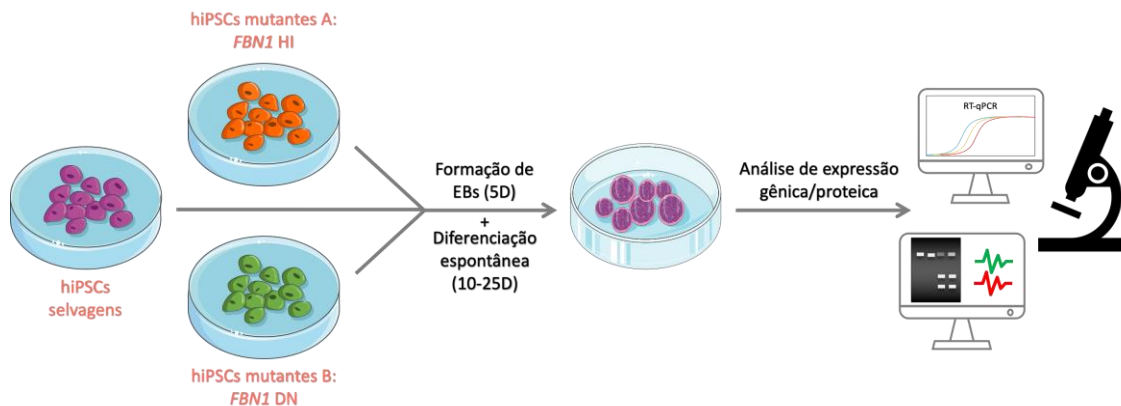 hiPSCs mutantes A:
FBN1 HI
hiPSCs
selvagens
hiPSCs mutantes B:
FBN1 DN
Formação de
EBs (5D)
+
Diferenciação
espontânea
(10-25D)
Análise de expressão
gênica/proteica
RT-qPCR